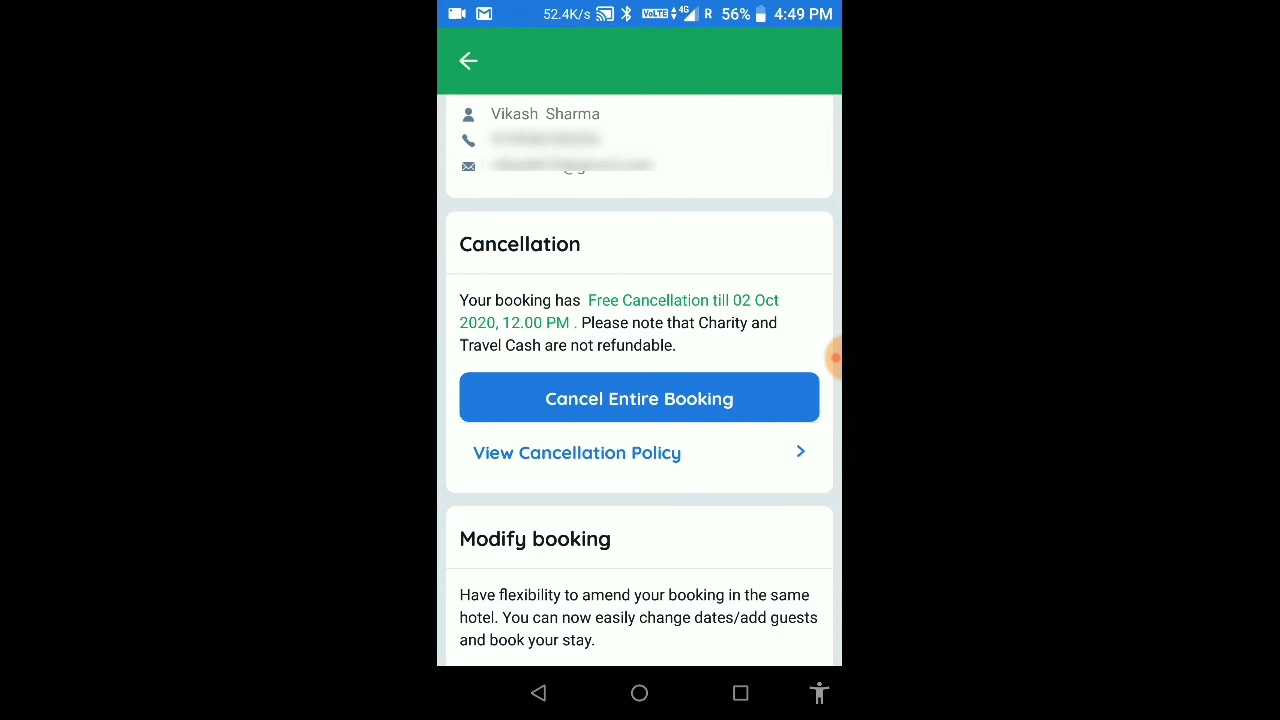 52.4K/s VoLTE 4G R 56% 4:49 PM
Vikash Sharma
Cancellation
Your booking has Free Cancellation till 02 Oct
2020, 12.00 PM . Please note that Charity and
Travel Cash are not refundable.
Cancel Entire Booking
View Cancellation Policy
Modify booking
Have flexibility to amend your booking in the same
hotel. You can now easily change dates/add guests
and book your stay.